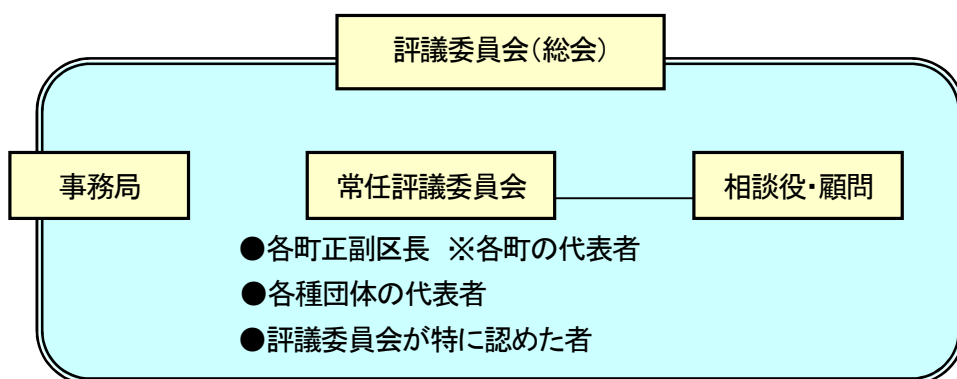 評議委員会(総会)
事務局
常任評議委員会
相談役・顧問
●各町正副区長 ※各町の代表者
●各種団体の代表者
●評議委員会が特に認めた者